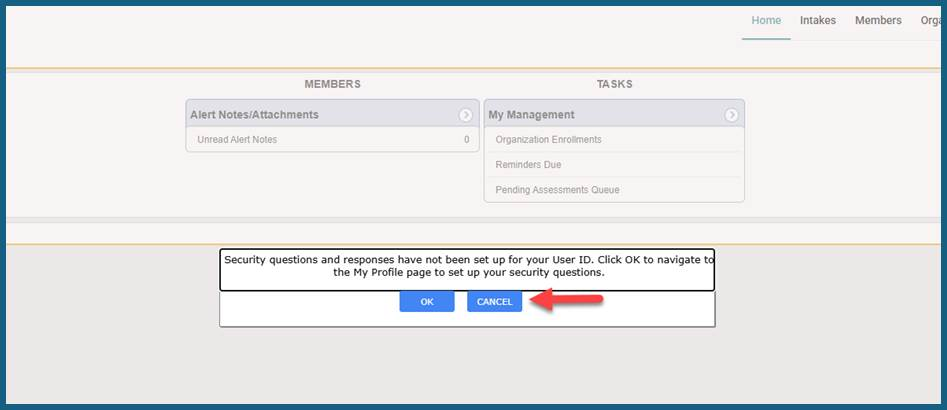 Home Intakes Members
MEMBERS
TASKS
Alert Notes/Attachments
Unread Alert Notes 0
My Management
Organization Enrollments
Reminders Due
Pending Assessments Queue
Security questions and responses have not been set up for your User ID. Click OK to navigate to
the My Profile page to set up your security questions.
OK CANCEL